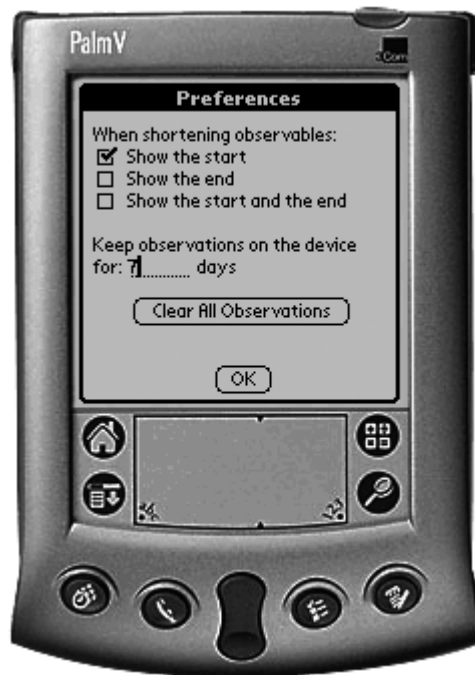 PalmV
3Com
Preferences
When shortening observables:
Show the start
Show the end
Show the start and the end
Keep observations on the device
for: 7 days
Clear All Observations
OK